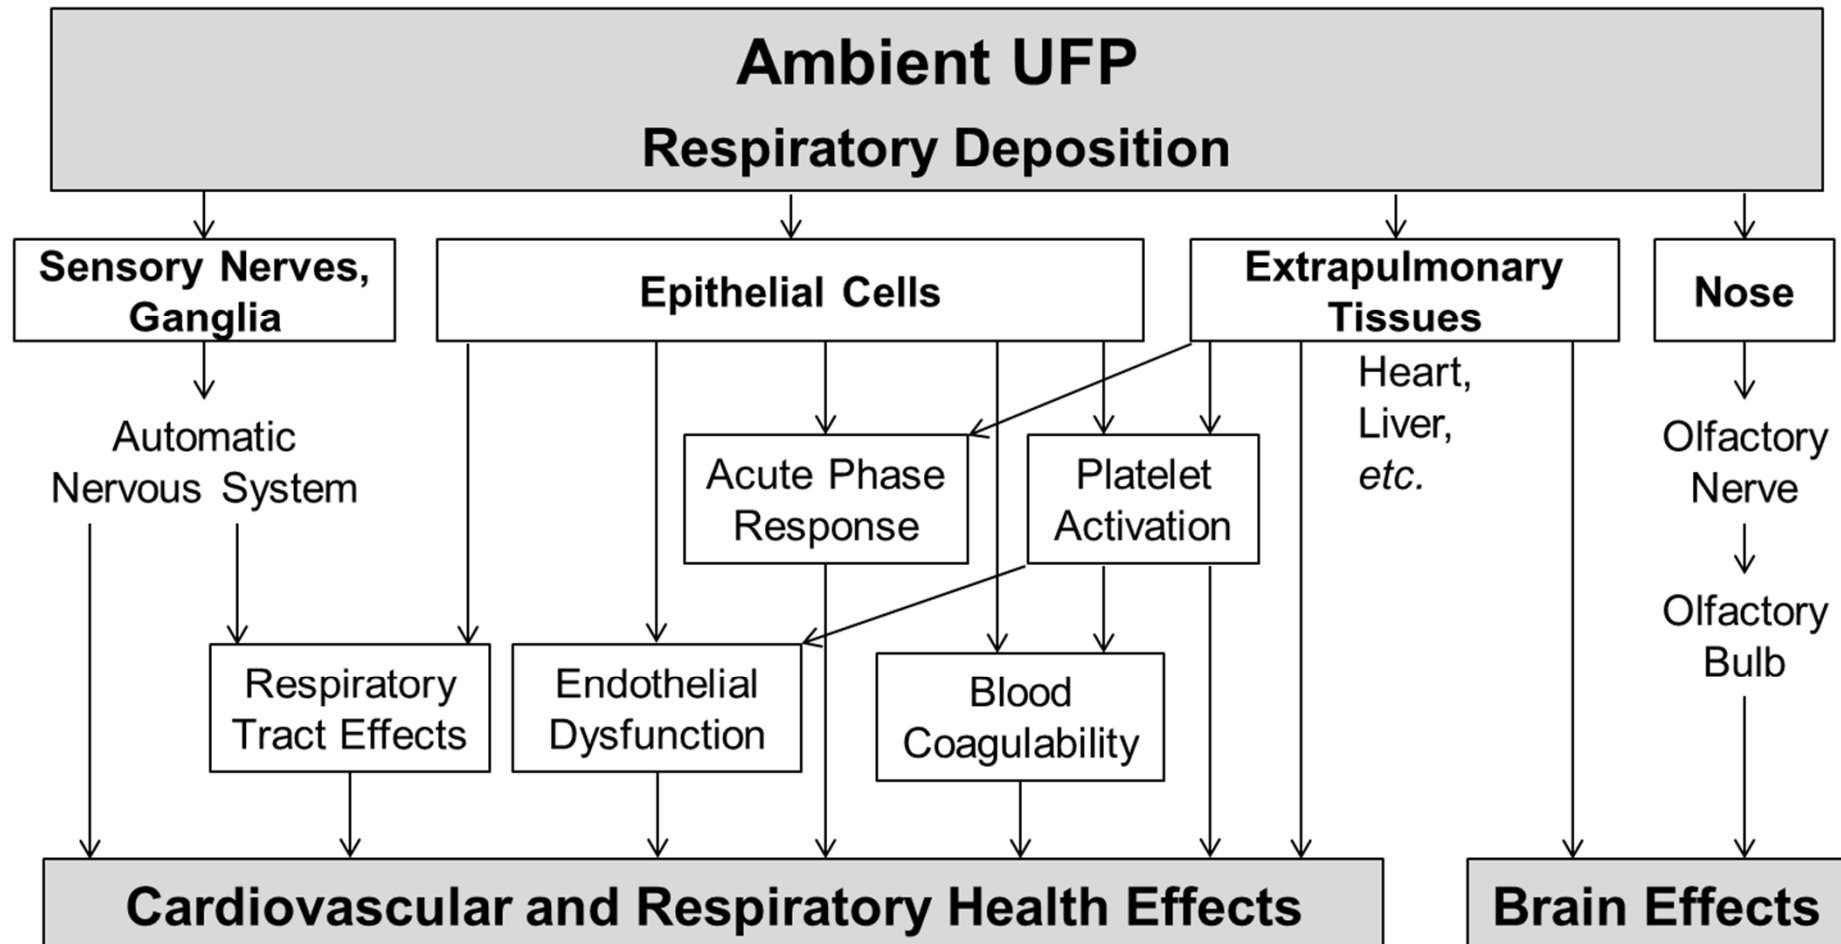 Ambient UFP
Respiratory Deposition
Sensory Nerves,
Ganglia
Epithelial Cells
Extrapulmonary
Tissues
Nose
Heart,
Liver,
etc.
Automatic
Nervous System
Acute Phase
Response
Platelet
Activation
Olfactory
Nerve
Olfactory
Bulb
Respiratory
Tract Effects
Endothelial
Dysfunction
Blood
Coagulability
Cardiovascular and Respiratory Health Effects
Brain Effects